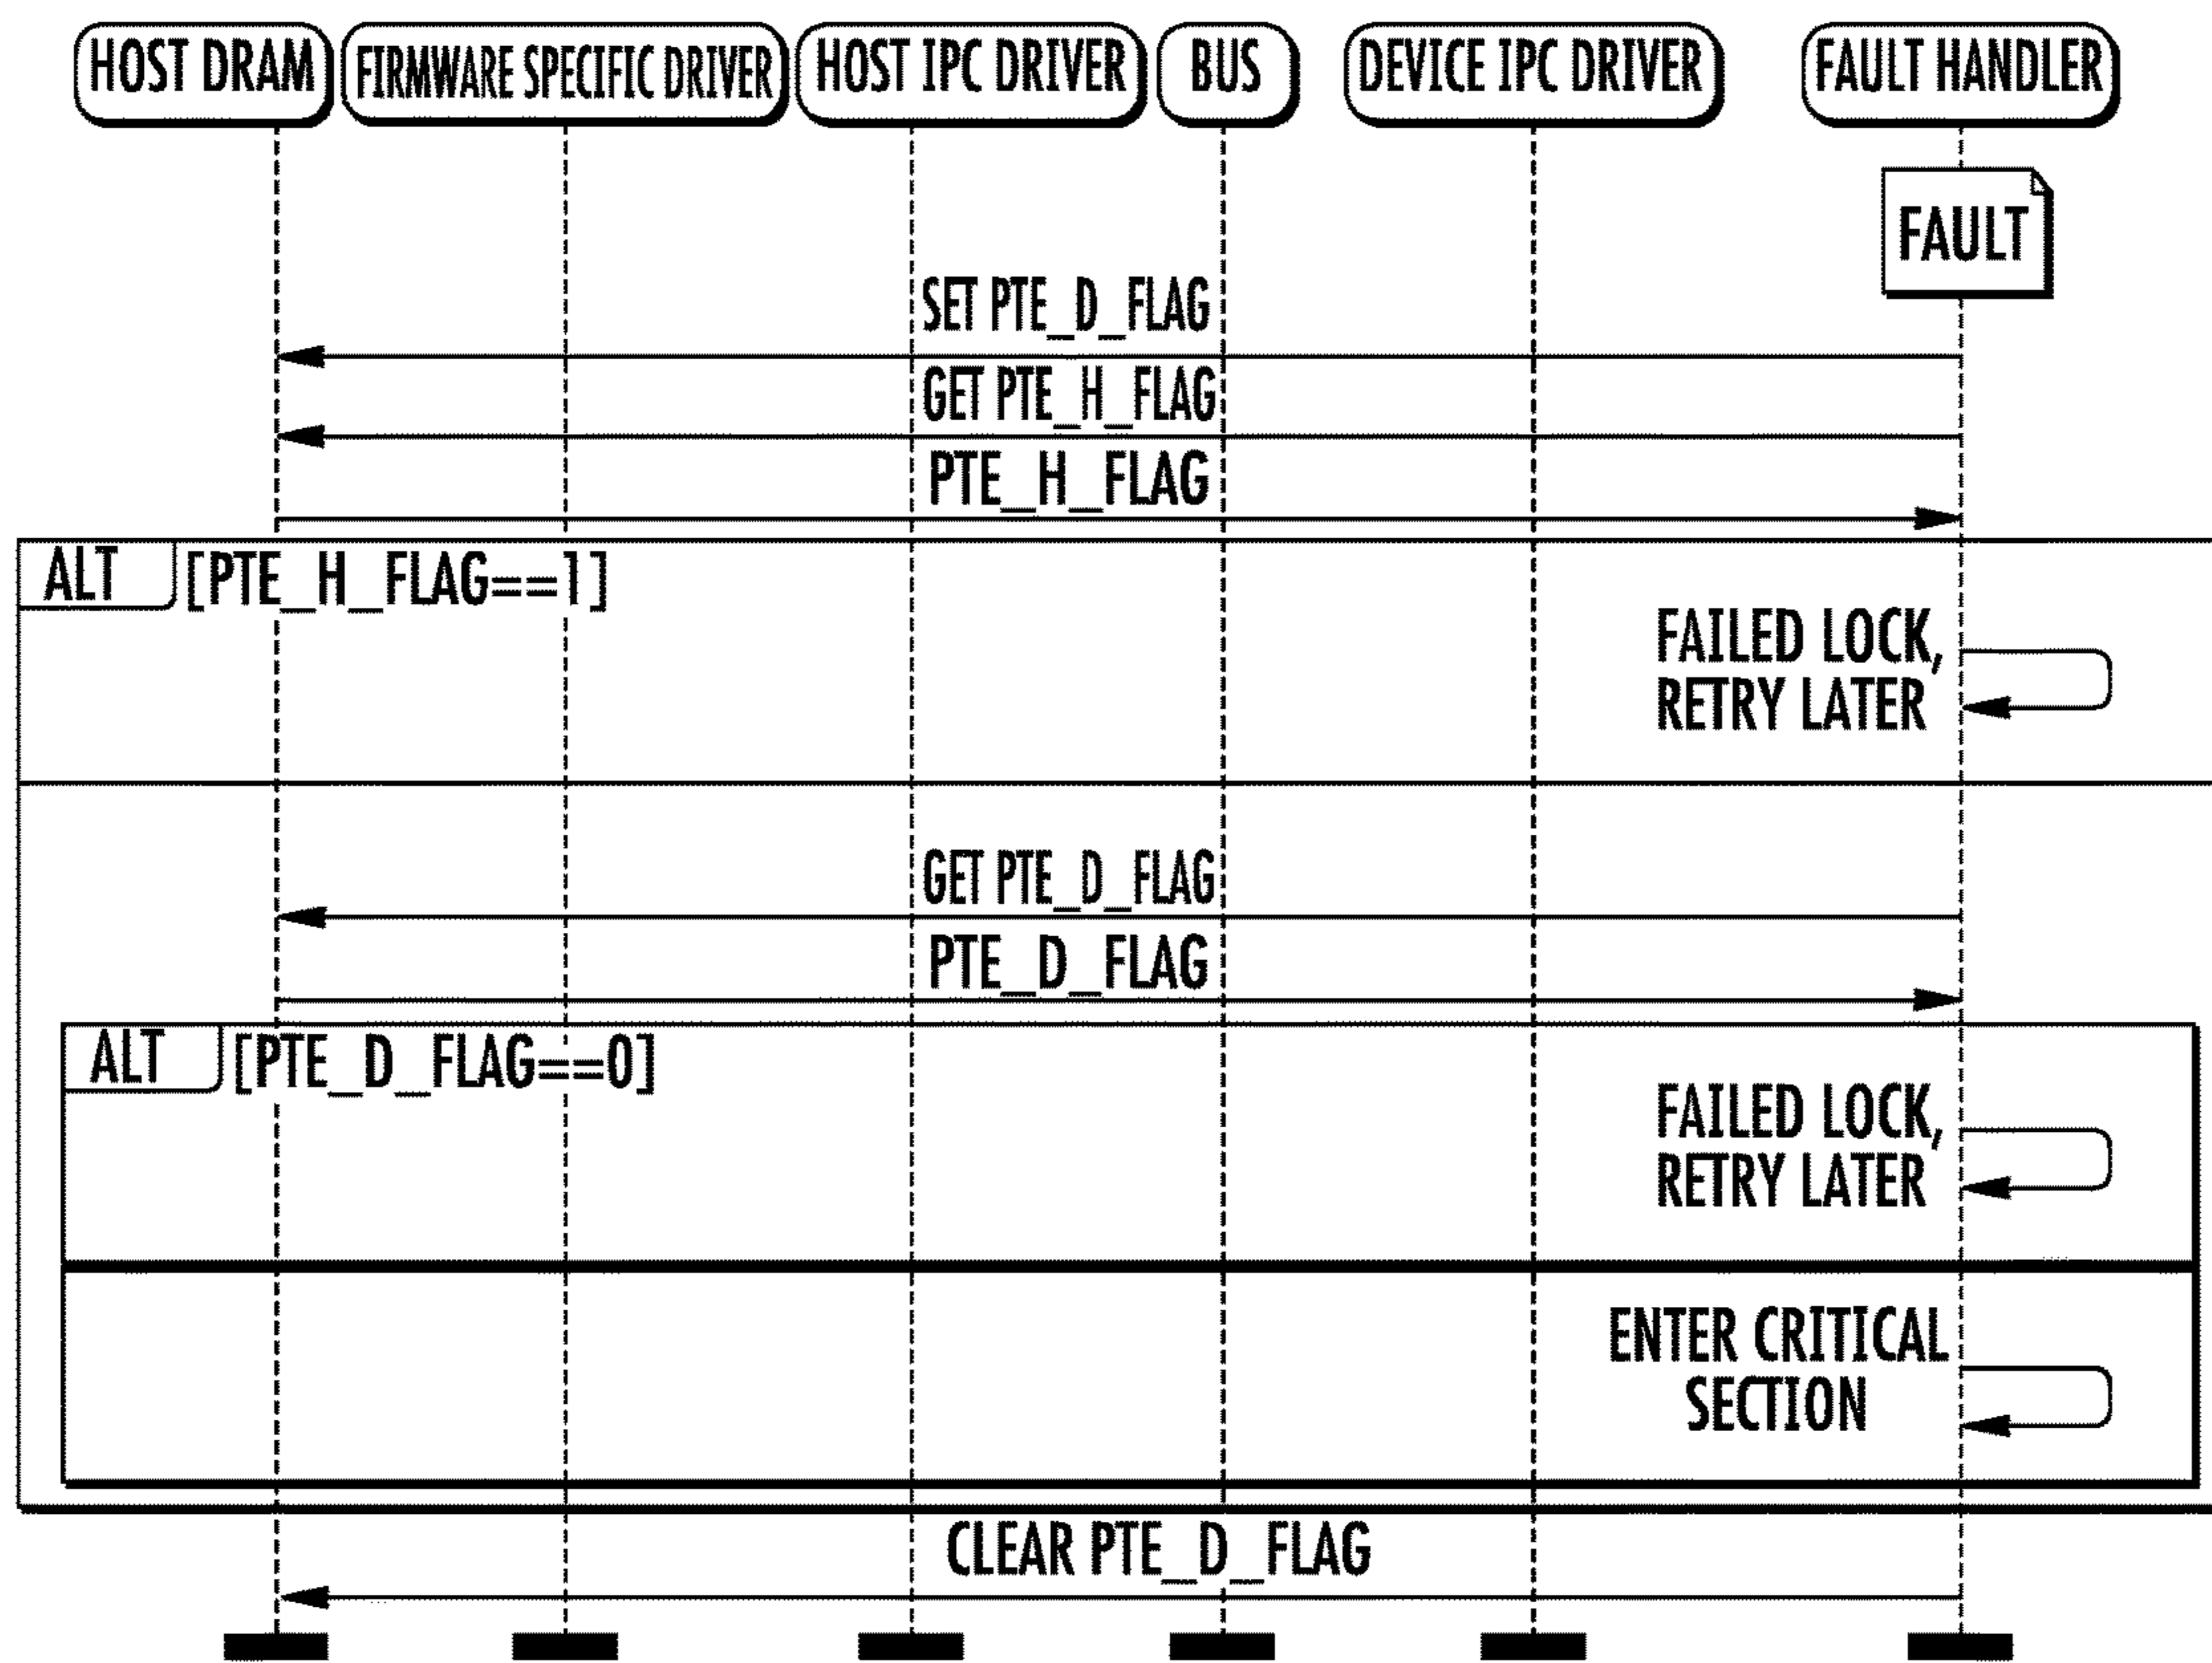 HOST DRAM
FIRMWARE SPECIFIC DRIVER
HOST IPC DRIVER
BUS
DEVICE IPC DRIVER
FAULT HANDLER
FAULT
SET PTE_D_FLAG
GET PTE_H_FLAG
PTE_H_FLAG
ALT [PTE_H_FLAG==1]
FAILED LOCK,
RETRY LATER
GET PTE_D_FLAG
PTE_D_FLAG
ALT [PTE_D_FLAG==0]
FAILED LOCK,
RETRY LATER
ENTER CRITICAL
SECTION
CLEAR PTE_D_FLAG